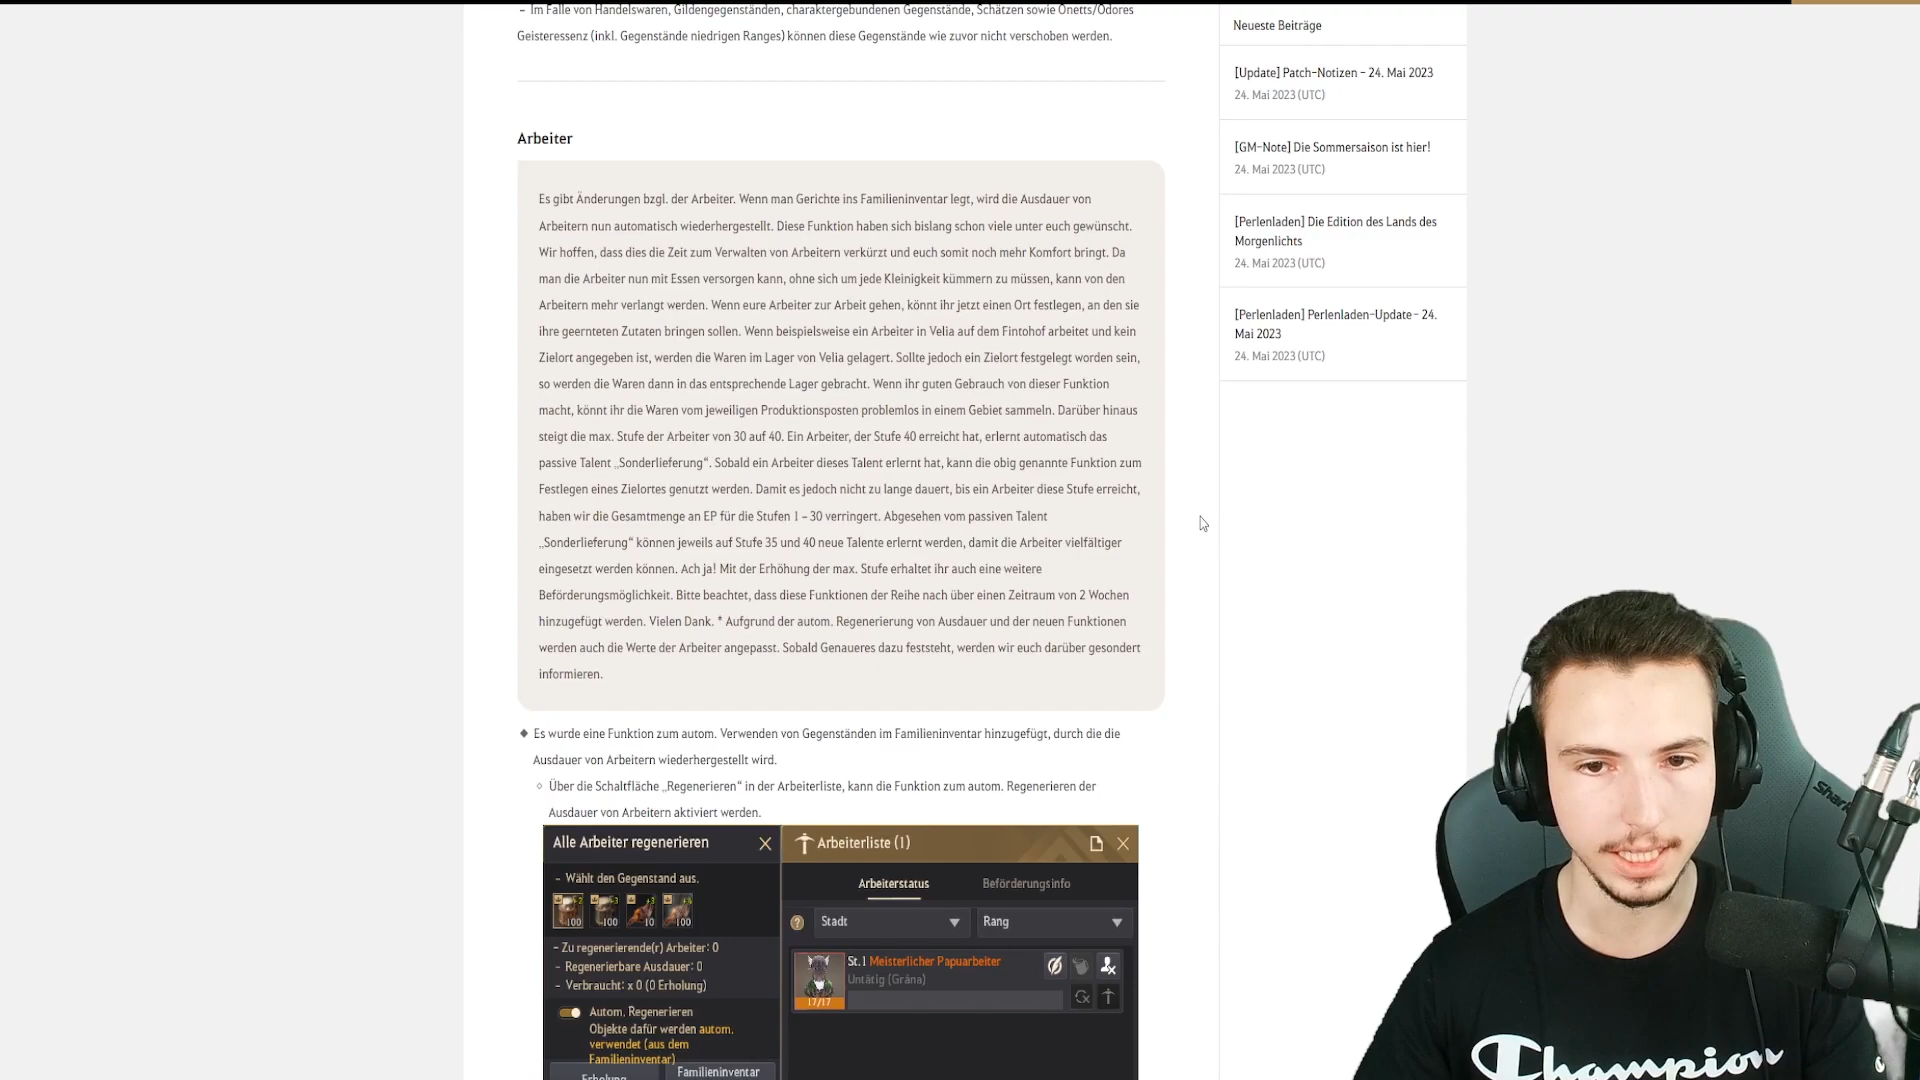 – Im Falle von Handelswaren, Gildengegenständen, charaktergebundenen Gegenstände, Schätzen sowie Onetts/Odores
Geisteressenz (inkl. Gegenstände niedrigen Ranges) können diese Gegenstände wie zuvor nicht verschoben werden.
Arbeiter
Es gibt Änderungen bzgl. der Arbeiter. Wenn man Gerichte ins Familieninventar legt, wird die Ausdauer von
Arbeitern nun automatisch wiederhergestellt. Diese Funktion haben sich bislang schon viele unter euch gewünscht.
Wir hoffen, dass dies die Zeit zum Verwalten von Arbeitern verkürzt und euch somit noch mehr Komfort bringt. Da
man die Arbeiter nun mit Essen versorgen kann, ohne sich um jede Kleinigkeit kümmern zu müssen, kann von den
Arbeitern mehr verlangt werden. Wenn eure Arbeiter zur Arbeit gehen, könnt ihr jetzt einen Ort festlegen, an den sie
ihre geernteten Zutaten bringen sollen. Wenn beispielsweise ein Arbeiter in Velia auf dem Fintohof arbeitet und kein
Zielort angegeben ist, werden die Waren im Lager von Velia gelagert. Sollte jedoch ein Zielort festgelegt worden sein,
so werden die Waren dann in das entsprechende Lager gebracht. Wenn ihr guten Gebrauch von dieser Funktion
macht, könnt ihr die Waren vom jeweiligen Produktionsposten problemlos in einem Gebiet sammeln. Darüber hinaus
steigt die max. Stufe der Arbeiter von 30 auf 40. Ein Arbeiter, der Stufe 40 erreicht hat, erlernt automatisch das
passive Talent „Sonderlieferung“. Sobald ein Arbeiter dieses Talent erlernt hat, kann die obig genannte Funktion zum
Festlegen eines Zielortes genutzt werden. Damit es jedoch nicht zu lange dauert, bis ein Arbeiter diese Stufe erreicht,
haben wir die Gesamtmenge an EP für die Stufen 1 – 30 verringert. Abgesehen vom passiven Talent
„Sonderlieferung“ können jeweils auf Stufe 35 und 40 neue Talente erlernt werden, damit die Arbeiter vielfältiger
eingesetzt werden können. Ach ja! Mit der Erhöhung der max. Stufe erhaltet ihr auch eine weitere
Beförderungsmöglichkeit. Bitte beachtet, dass diese Funktionen der Reihe nach über einen Zeitraum von 2 Wochen
hinzugefügt werden. Vielen Dank. * Aufgrund der autom. Regenerierung von Ausdauer und der neuen Funktionen
werden auch die Werte der Arbeiter angepasst. Sobald Genaueres dazu feststeht, werden wir euch darüber gesondert
informieren.
◆ Es wurde eine Funktion zum autom. Verwenden von Gegenständen im Familieninventar hinzugefügt, durch die die
Ausdauer von Arbeitern wiederhergestellt wird.
◇ Über die Schaltfläche „Regenerieren“ in der Arbeiterliste, kann die Funktion zum autom. Regenerieren der
Ausdauer von Arbeitern aktiviert werden.
Alle Arbeiter regenerieren
– Wählt den Gegenstand aus.
+2 +3 +3
100 100 10 100
– Zu regenerierende(r) Arbeiter: 0
– Regenerierbare Ausdauer: 0
– Verbraucht: x 0 (0 Erholung)
Autom. Regenerieren
Objekte dafür werden autom.
verwendet (aus dem
Familieninventar)
Erholung
Familieninventar
Arbeiterliste (1)
Arbeiterstatus Beförderungsinfo
? Stadt Rang
St.1 Meisterlicher Papuarbeiter
Untätig (Grána)
17/17
Neueste Beiträge
[Update] Patch-Notizen – 24. Mai 2023
24. Mai 2023 (UTC)
[GM-Note] Die Sommersaison ist hier!
24. Mai 2023 (UTC)
[Perlenladen] Die Edition des Lands des
Morgenlichts
24. Mai 2023 (UTC)
[Perlenladen] Perlenladen-Update – 24.
Mai 2023
24. Mai 2023 (UTC)
Shark
Champion